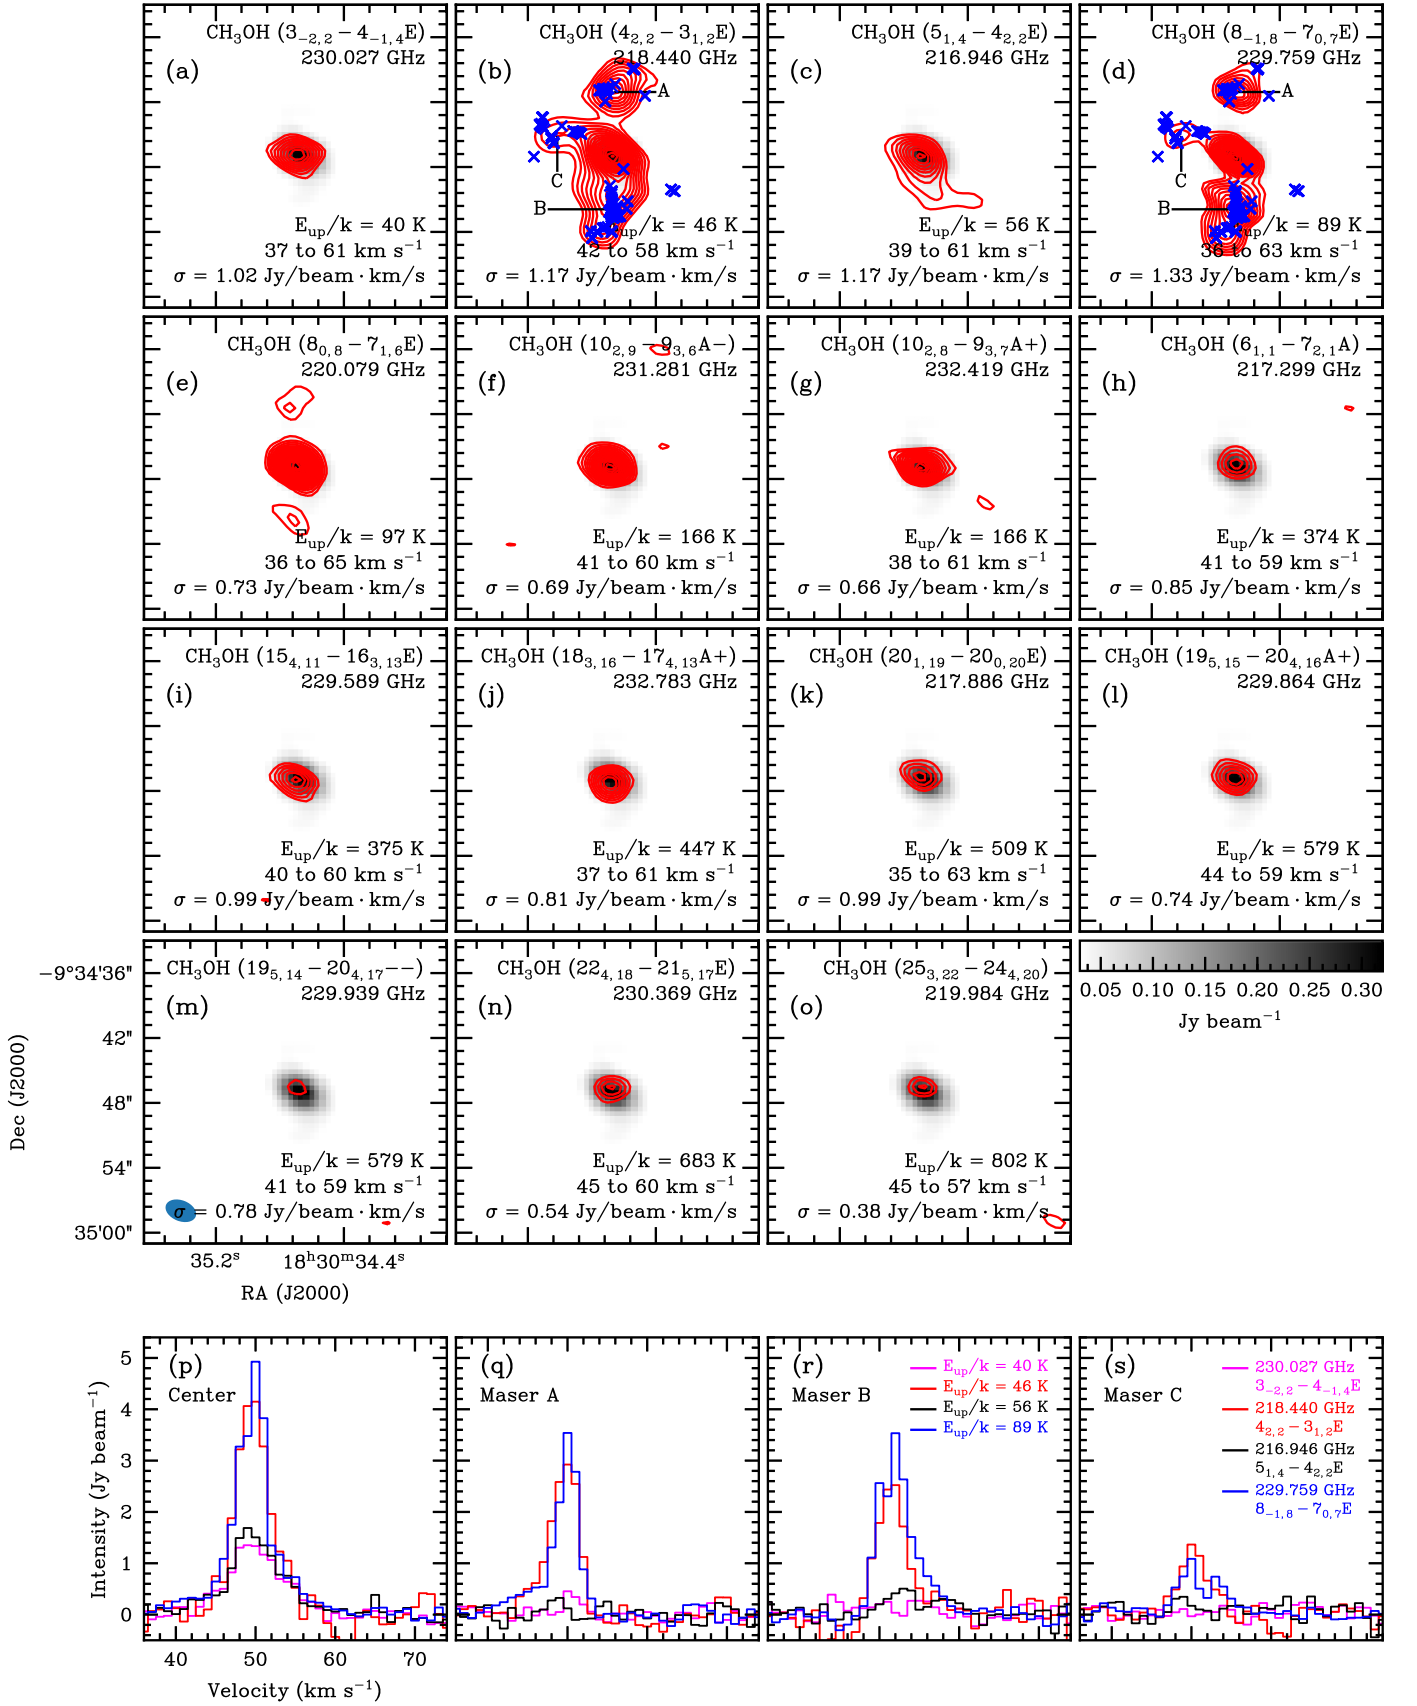 CH₃OH (3₋₂,₂ − 4₋₁,₄E)
230.027 GHz
(a)
E_up/k = 40 K
37 to 61 km s⁻¹
σ = 1.02 Jy/beam·km/s
CH₃OH (4₂,₂ − 3₁,₂E)
218.440 GHz
(b)
A
C
B
E_up/k = 46 K
42 to 58 km s⁻¹
σ = 1.17 Jy/beam·km/s
CH₃OH (5₁,₄ − 4₂,₂E)
216.946 GHz
(c)
E_up/k = 56 K
39 to 61 km s⁻¹
σ = 1.17 Jy/beam·km/s
CH₃OH (8₋₁,₈ − 7₀,₇E)
229.759 GHz
(d)
A
C
B
E_up/k = 89 K
36 to 63 km s⁻¹
σ = 1.33 Jy/beam·km/s
CH₃OH (8₀,₈ − 7₁,₆E)
220.079 GHz
(e)
E_up/k = 97 K
36 to 65 km s⁻¹
σ = 0.73 Jy/beam·km/s
CH₃OH (10₂,₉ − 9₃,₆A−)
231.281 GHz
(f)
E_up/k = 166 K
41 to 60 km s⁻¹
σ = 0.69 Jy/beam·km/s
CH₃OH (10₂,₈ − 9₃,₇A+)
232.419 GHz
(g)
E_up/k = 166 K
38 to 61 km s⁻¹
σ = 0.66 Jy/beam·km/s
CH₃OH (6₁,₁ − 7₂,₁A)
217.299 GHz
(h)
E_up/k = 374 K
41 to 59 km s⁻¹
σ = 0.85 Jy/beam·km/s
CH₃OH (15₄,₁₁ − 16₃,₁₃E)
229.589 GHz
(i)
E_up/k = 375 K
40 to 60 km s⁻¹
σ = 0.99 Jy/beam·km/s
CH₃OH (18₃,₁₆ − 17₄,₁₃A+)
232.783 GHz
(j)
E_up/k = 447 K
37 to 61 km s⁻¹
σ = 0.81 Jy/beam·km/s
CH₃OH (20₁,₁₉ − 20₀,₂₀E)
217.886 GHz
(k)
E_up/k = 509 K
35 to 63 km s⁻¹
σ = 0.99 Jy/beam·km/s
CH₃OH (19₅,₁₅ − 20₄,₁₆A+)
229.864 GHz
(l)
E_up/k = 579 K
44 to 59 km s⁻¹
σ = 0.74 Jy/beam·km/s
CH₃OH (19₅,₁₄ − 20₄,₁₇−−)
229.939 GHz
(m)
E_up/k = 579 K
41 to 59 km s⁻¹
σ = 0.78 Jy/beam·km/s
CH₃OH (22₄,₁₈ − 21₅,₁₇E)
230.369 GHz
(n)
E_up/k = 683 K
45 to 60 km s⁻¹
σ = 0.54 Jy/beam·km/s
CH₃OH (25₃,₂₂ − 24₄,₂₀)
219.984 GHz
(o)
E_up/k = 802 K
45 to 57 km s⁻¹
σ = 0.38 Jy/beam·km/s
0.05 0.10 0.15 0.20 0.25 0.30
Jy beam⁻¹
−9°34'36"
42"
48"
54"
35'00"
Dec (J2000)
35.2ˢ 18ʰ30ᵐ34.4ˢ
RA (J2000)
(p)
Center
5
4
3
2
1
0
Intensity (Jy beam⁻¹)
40 50 60 70
Velocity (km s⁻¹)
(q)
Maser A
(r)
Maser B
E_up/k = 40 K
E_up/k = 46 K
E_up/k = 56 K
E_up/k = 89 K
(s)
Maser C
230.027 GHz
3₋₂,₂ − 4₋₁,₄E
218.440 GHz
4₂,₂ − 3₁,₂E
216.946 GHz
5₁,₄ − 4₂,₂E
229.759 GHz
8₋₁,₈ − 7₀,₇E